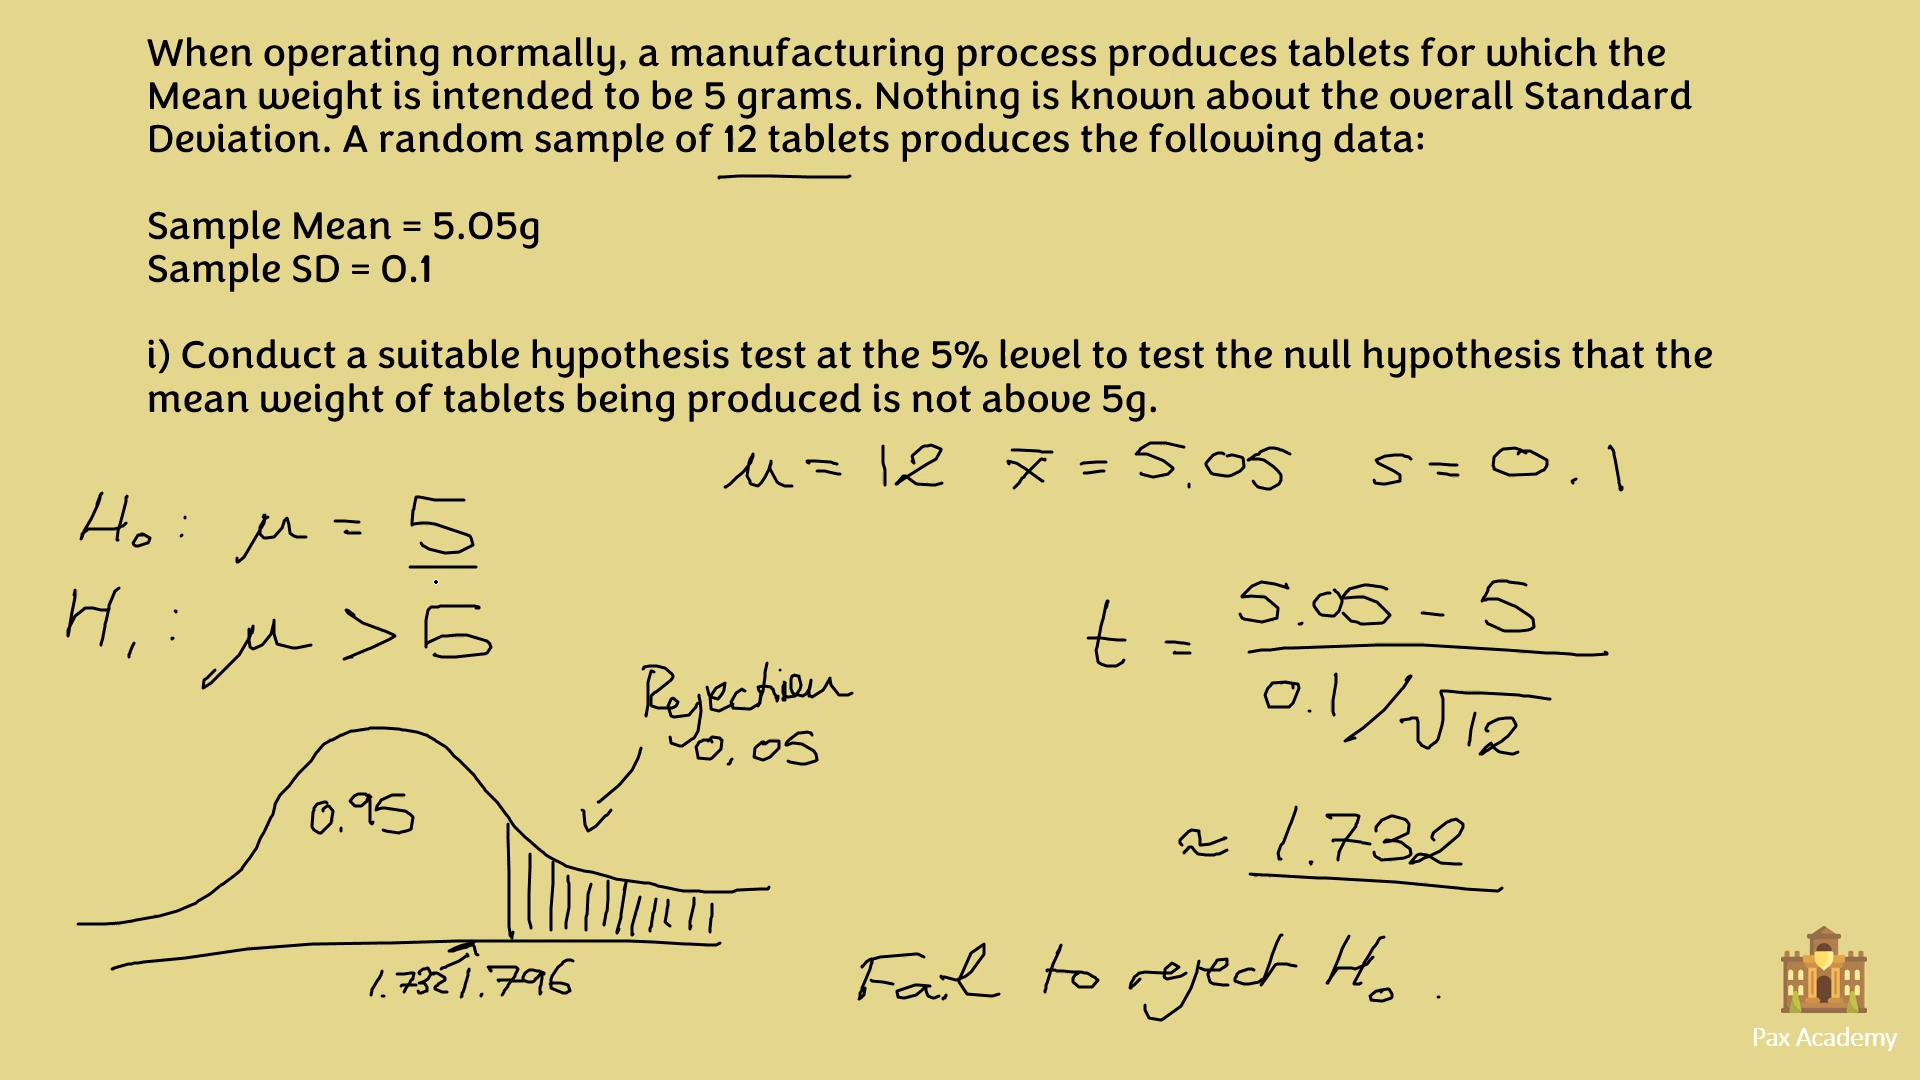 When operating normally, a manufacturing process produces tablets for which the
Mean weight is intended to be 5 grams. Nothing is known about the overall Standard
Deviation. A random sample of 12 tablets produces the following data:
Sample Mean = 5.05g
Sample SD = 0.1
i) Conduct a suitable hypothesis test at the 5% level to test the null hypothesis that the
mean weight of tablets being produced is not above 5g.
μ = 12 x̄ = 5.05 s = 0.1
H₀: μ = 5
H₁: μ > 5
t = (5.05 - 5) / (0.1/√12)
Rejection
0.05
0.95
≈ 1.732
1.732 1.796
Fail to reject H₀.
Pax Academy